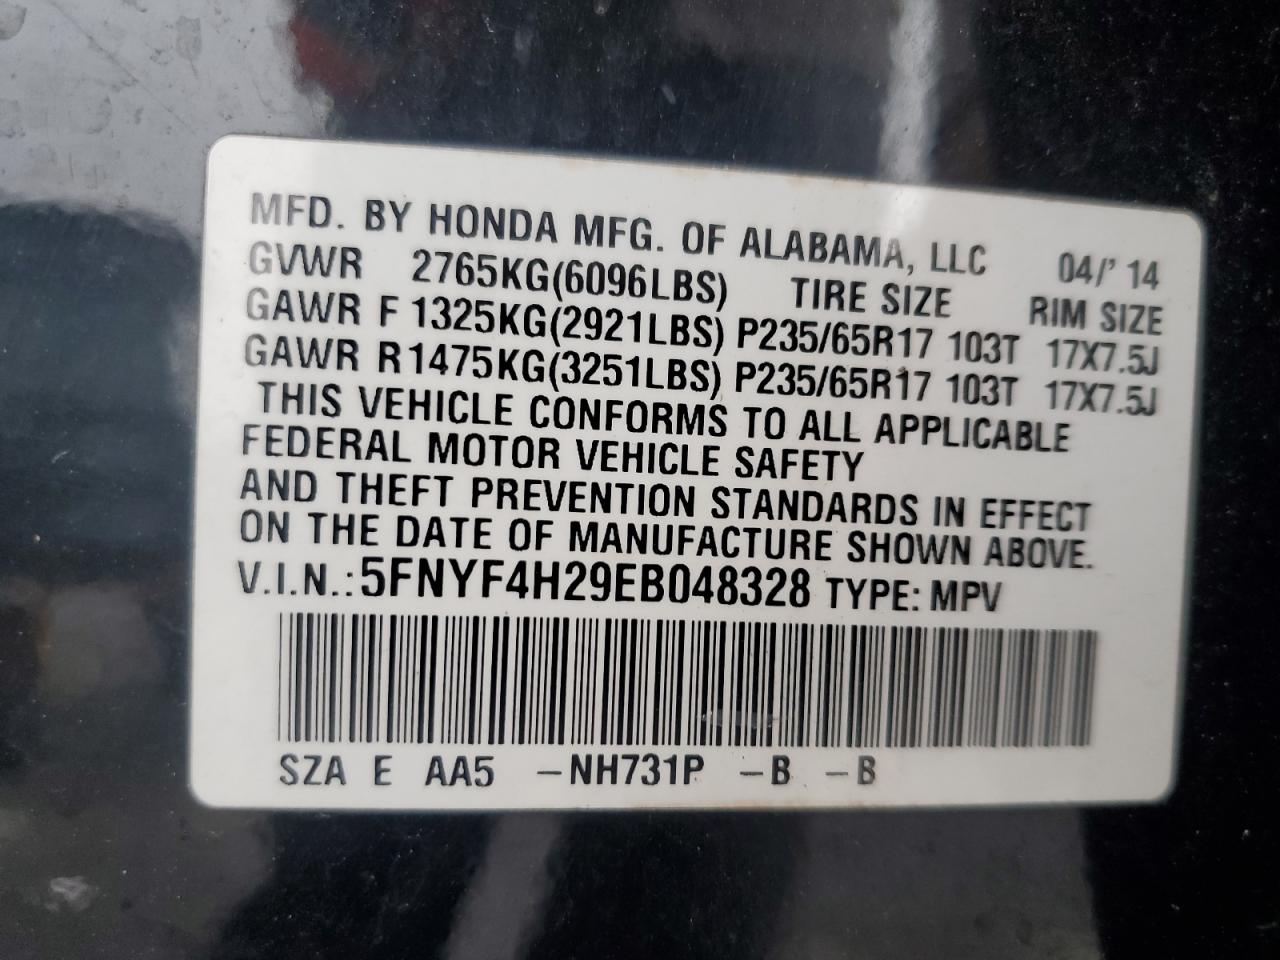 MFD. BY HONDA MFG. OF ALABAMA, LLC 04/' 14
GVWR 2765KG(6096LBS) TIRE SIZE RIM SIZE
GAWR F 1325KG(2921LBS) P235/65R17 103T 17X7.5J
GAWR R 1475KG(3251LBS) P235/65R17 103T 17X7.5J
THIS VEHICLE CONFORMS TO ALL APPLICABLE
FEDERAL MOTOR VEHICLE SAFETY
AND THEFT PREVENTION STANDARDS IN EFFECT
ON THE DATE OF MANUFACTURE SHOWN ABOVE.
V.I.N.: 5FNYF4H29EB048328 TYPE: MPV
SZA E AA5 -NH731P -B -B